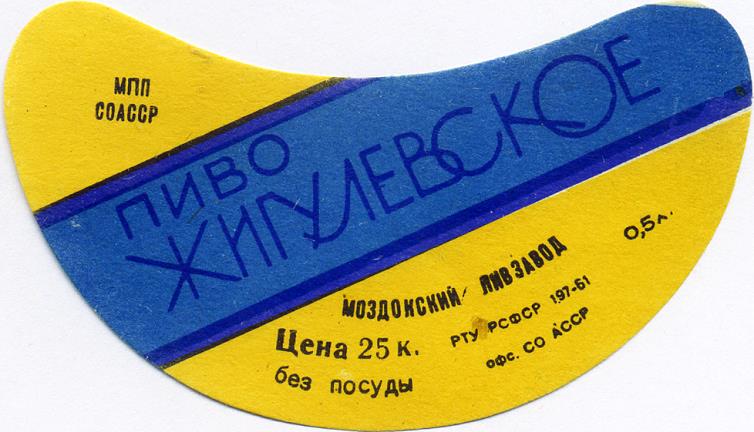 МПП
СОАССР
ПИВО
ЖИГУЛЕВСКОЕ
МОЗДОКСКИЙ ПИВЗАВОД
0,5л.
Цена 25 к.
без посуды
РТУ РСФСР 197-61
офс. СО АССР